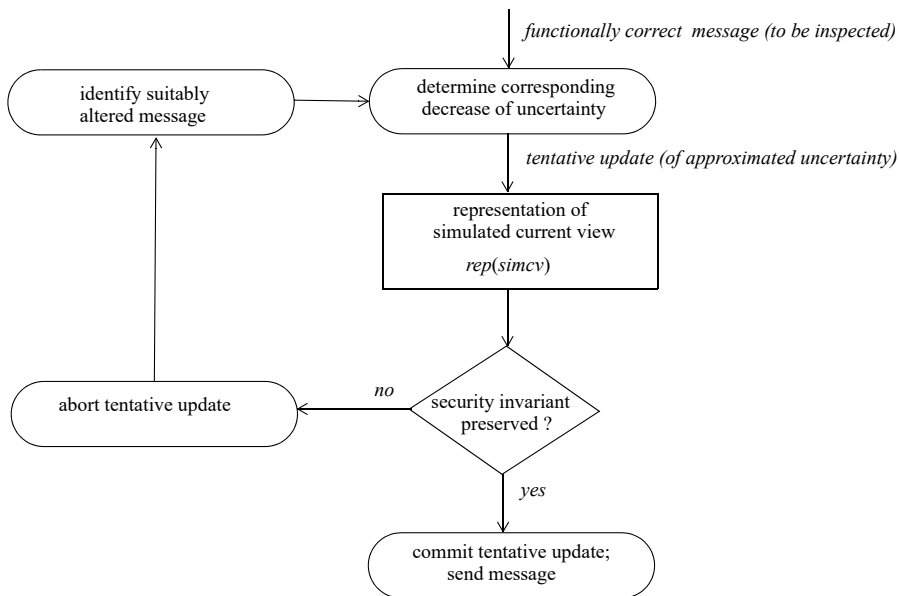 functionally correct message (to be inspected)
identify suitably
altered message
determine corresponding
decrease of uncertainty
tentative update (of approximated uncertainty)
representation of
simulated current view
rep(simcv)
abort tentative update
no
security invariant
preserved ?
yes
commit tentative update;
send message